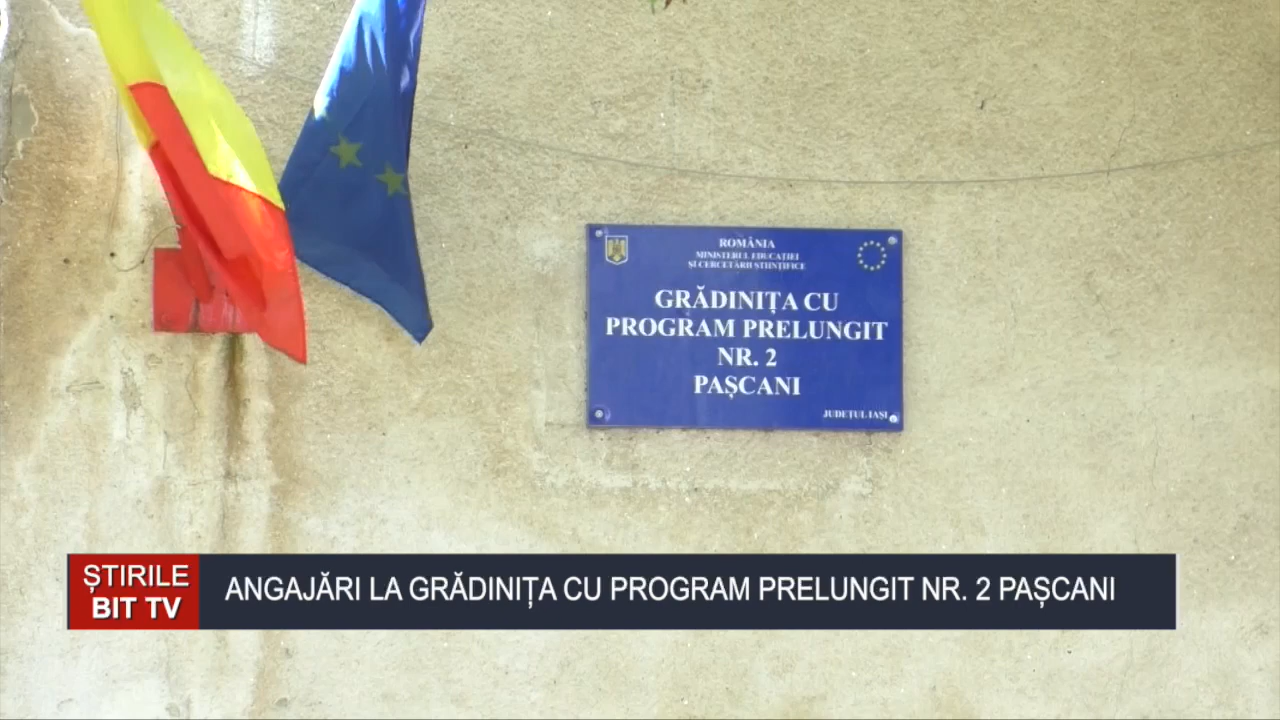 ROMÂNIA
MINISTERUL EDUCAȚIEI
ȘI CERCETĂRII ȘTIINȚIFICE
GRĂDINIȚA CU
PROGRAM PRELUNGIT
NR. 2
PAȘCANI
JUDEȚUL IAȘI
ȘTIRILE
BIT TV
ANGAJĂRI LA GRĂDINIȚA CU PROGRAM PRELUNGIT NR. 2 PAȘCANI